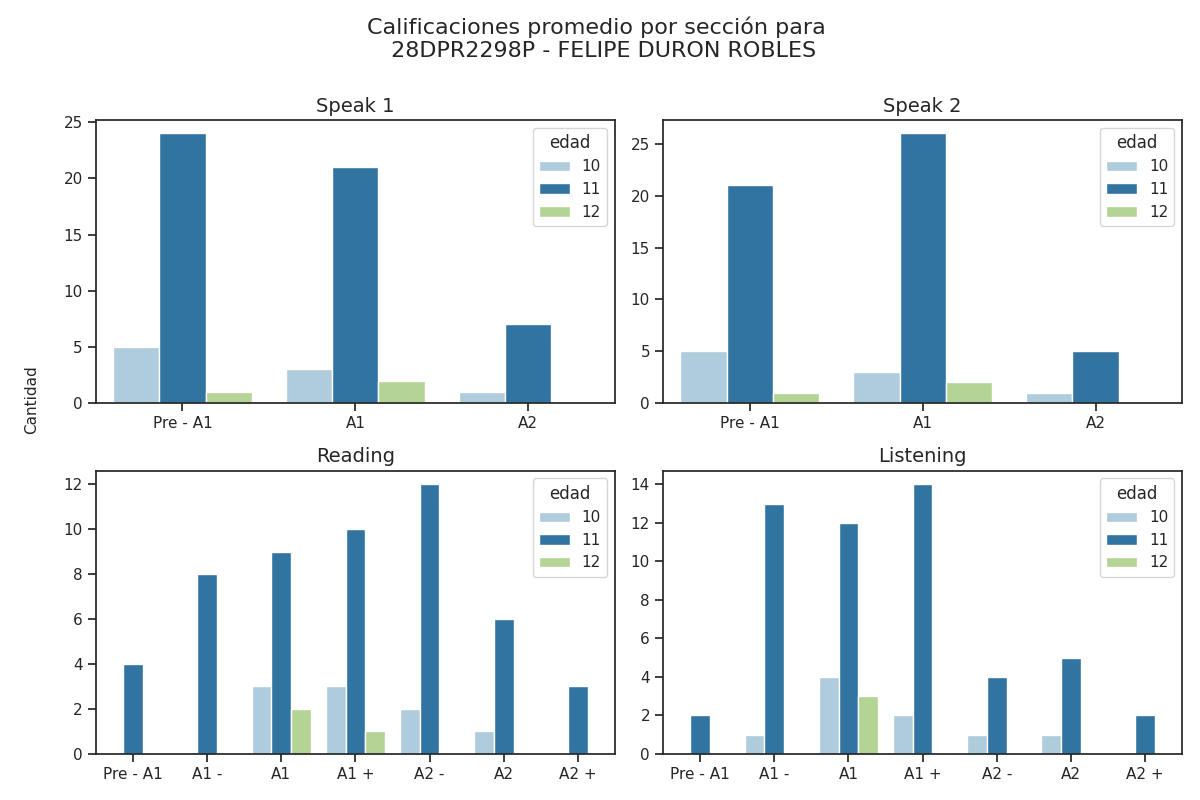 Calificaciones promedio por sección para
28DPR2298P - FELIPE DURON ROBLES
Cantidad
Speak 1
25
20
15
10
5
0
Pre - A1 A1 A2
edad
10
11
12
Speak 2
25
20
15
10
5
0
Pre - A1 A1 A2
edad
10
11
12
Reading
12
10
8
6
4
2
0
Pre - A1 A1 - A1 A1 + A2 - A2 A2 +
edad
10
11
12
Listening
14
12
10
8
6
4
2
0
Pre - A1 A1 - A1 A1 + A2 - A2 A2 +
edad
10
11
12